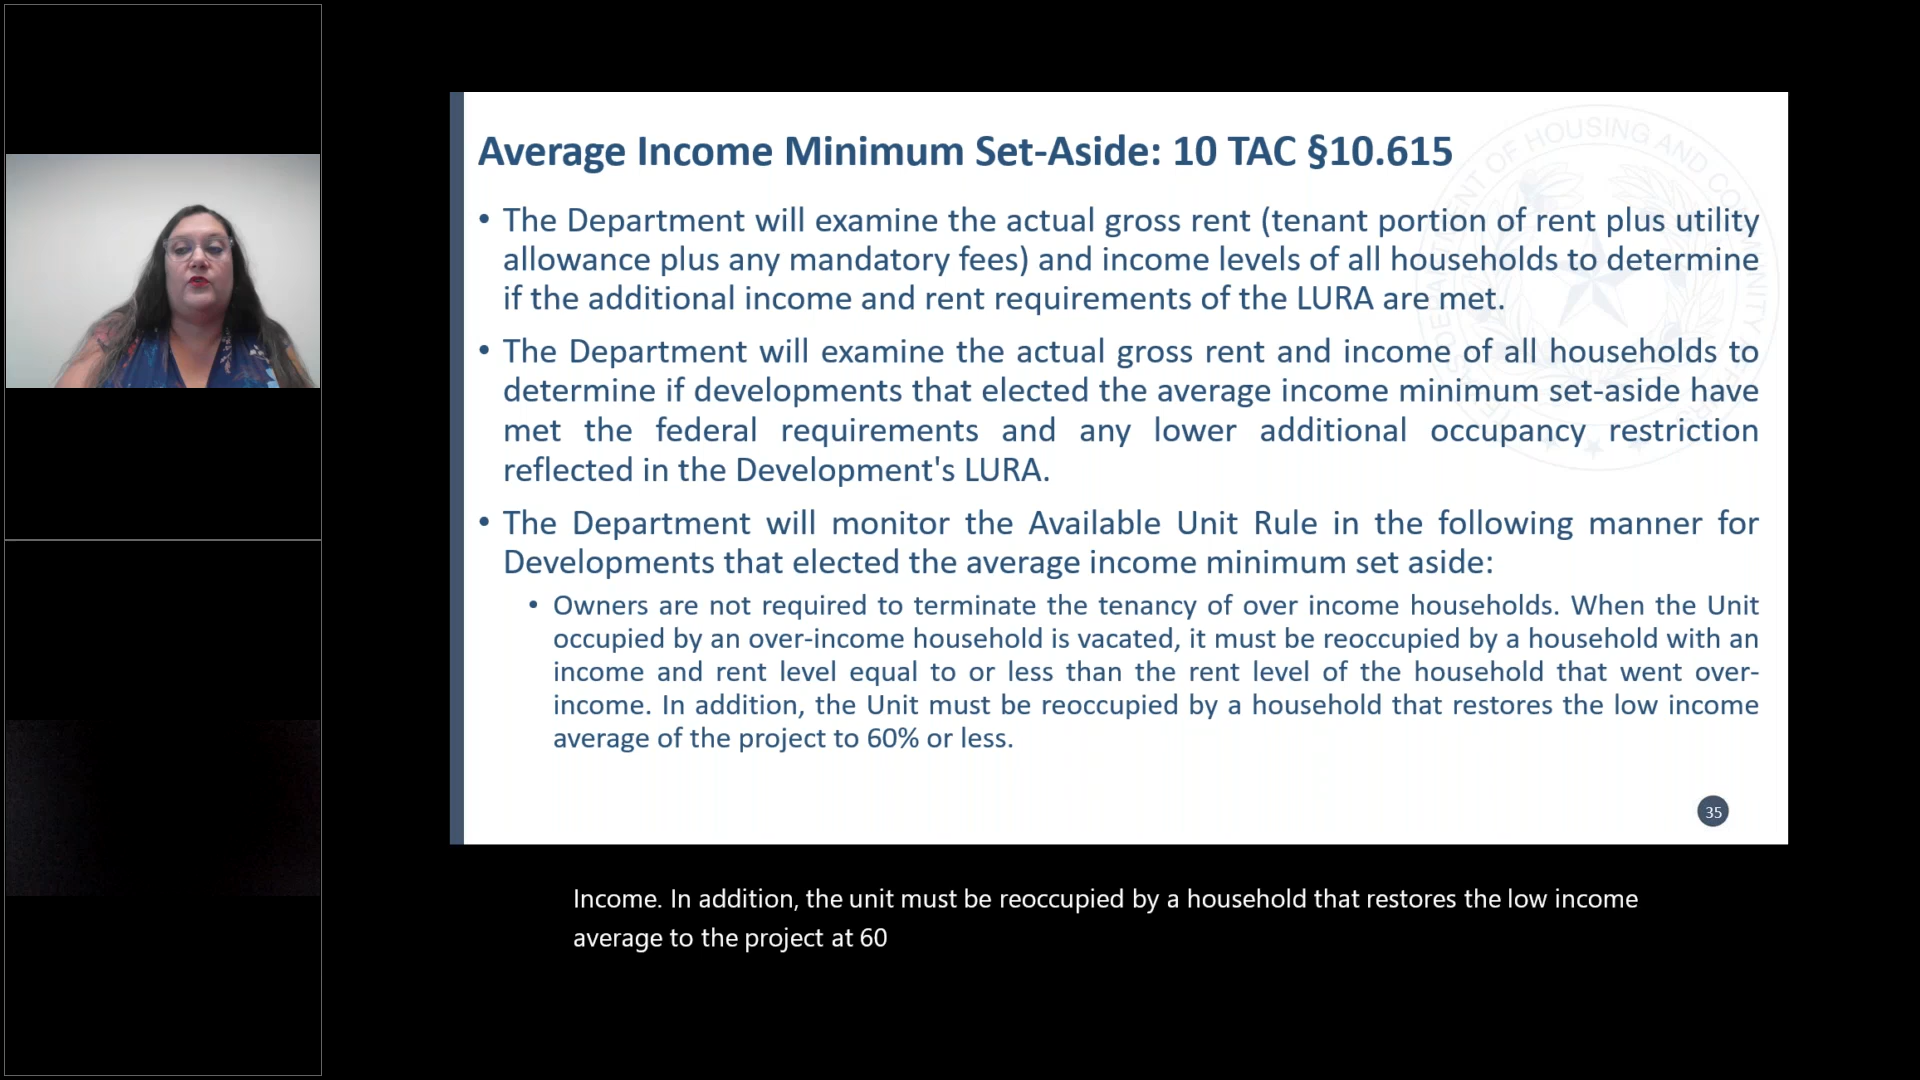 Average Income Minimum Set-Aside: 10 TAC §10.615
• The Department will examine the actual gross rent (tenant portion of rent plus utility
allowance plus any mandatory fees) and income levels of all households to determine
if the additional income and rent requirements of the LURA are met.
• The Department will examine the actual gross rent and income of all households to
determine if developments that elected the average income minimum set-aside have
met the federal requirements and any lower additional occupancy restriction
reflected in the Development's LURA.
• The Department will monitor the Available Unit Rule in the following manner for
Developments that elected the average income minimum set aside:
• Owners are not required to terminate the tenancy of over income households. When the Unit
occupied by an over-income household is vacated, it must be reoccupied by a household with an
income and rent level equal to or less than the rent level of the household that went over-
income. In addition, the Unit must be reoccupied by a household that restores the low income
average of the project to 60% or less.
35
Income. In addition, the unit must be reoccupied by a household that restores the low income
average to the project at 60